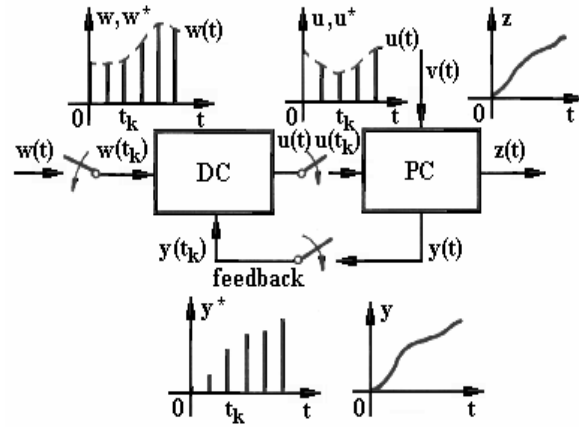 w, w* w(t)
0 t_k t
u, u* u(t)
0 t_k t
v(t)
z
0 t
w(t) w(t_k) DC u(t) u(t_k) PC z(t)
y(t_k) y(t)
feedback
y*
0 t_k t
y
0 t